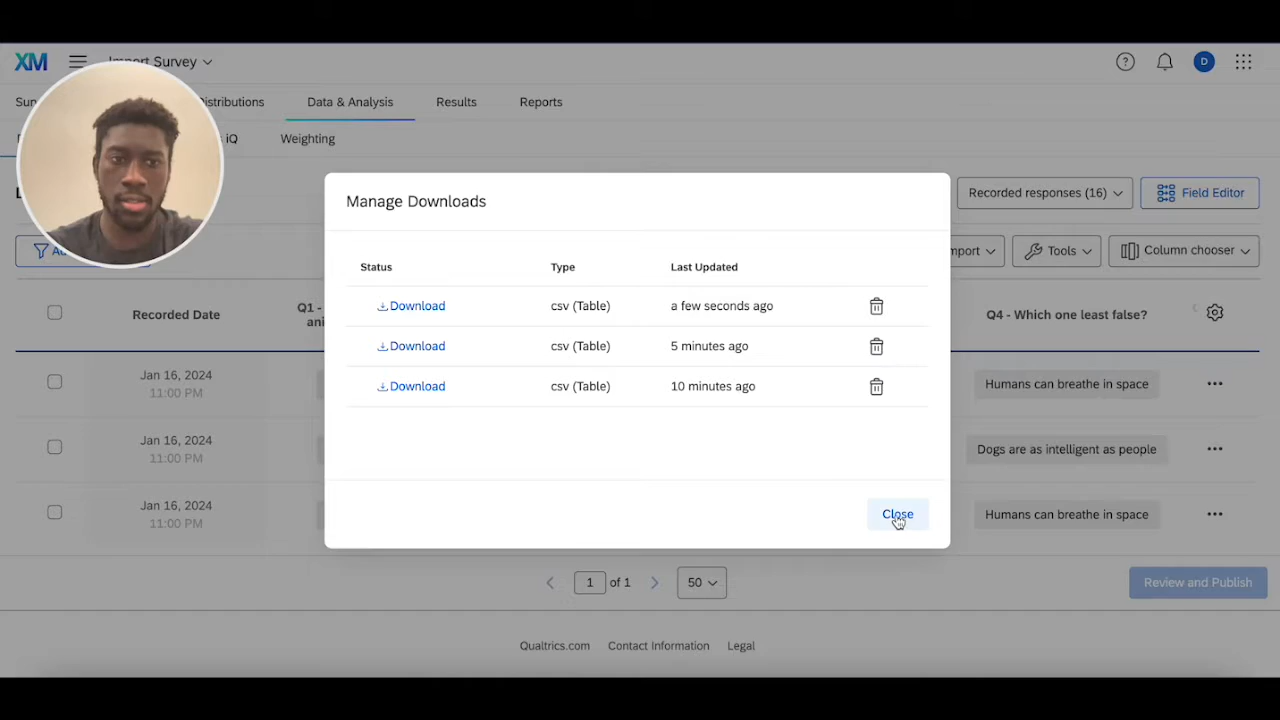 XM
Import Survey
D
Sur
Distributions
Data & Analysis
Results
Reports
iQ
Weighting
Manage Downloads
Recorded responses (16)
Field Editor
Status
Type
Last Updated
Download
csv (Table)
a few seconds ago
Download
csv (Table)
5 minutes ago
Download
csv (Table)
10 minutes ago
Close
Tools
Column chooser
Recorded Date
Q1 -
ani
Q4 - Which one least false?
Jan 16, 2024
11:00 PM
Humans can breathe in space
Jan 16, 2024
11:00 PM
Dogs are as intelligent as people
Jan 16, 2024
11:00 PM
Humans can breathe in space
1
of 1
50
Review and Publish
Qualtrics.com
Contact Information
Legal